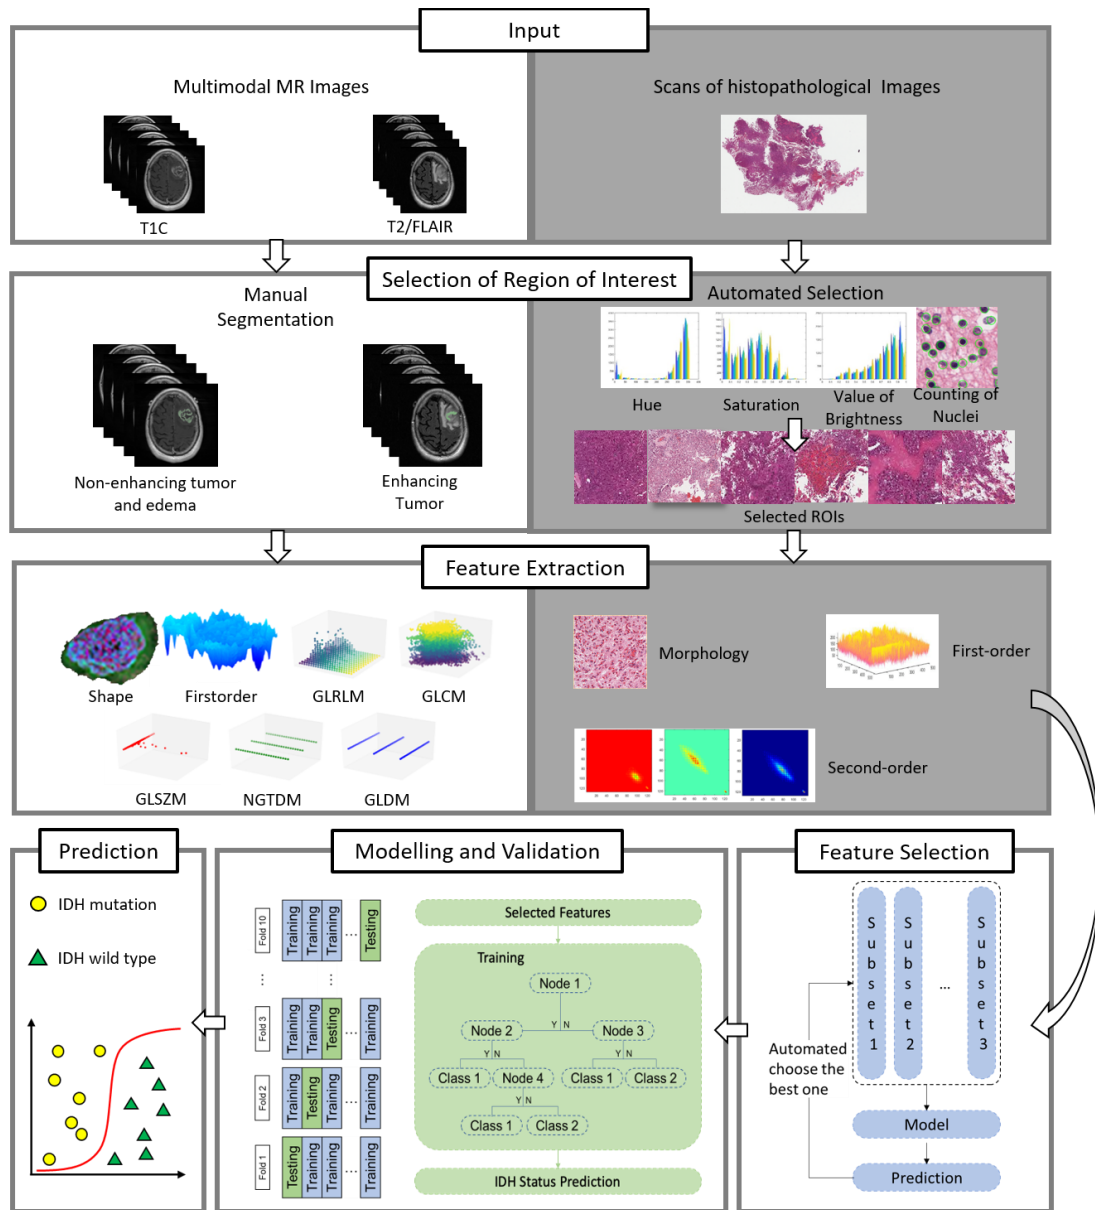 Input
Multimodal MR Images
Scans of histopathological Images
T1C
T2/FLAIR
Selection of Region of Interest
Manual
Segmentation
Automated Selection
Hue
Saturation
Value of
Brightness
Counting of
Nuclei
Non-enhancing tumor
and edema
Enhancing
Tumor
Selected ROIs
Feature Extraction
Shape
Firstorder
GLRLM
GLCM
GLSZM
NGTDM
GLDM
Morphology
First-order
Second-order
Prediction
IDH mutation
IDH wild type
Modelling and Validation
Fold 10
Training
Training
Training
...
Testing
...
...
Fold 3
Training
Training
Testing
...
Training
Fold 2
Training
Testing
Training
...
Training
Fold 1
Testing
Training
Training
...
Training
Selected Features
Training
Node 1
Y N
Node 2
Node 3
Y N
Y N
Class 1
Node 4
Class 1
Class 2
Y N
Class 1
Class 2
IDH Status Prediction
Feature Selection
Subset1
Subset2
...
Subset3
Automated
choose the
best one
Model
Prediction